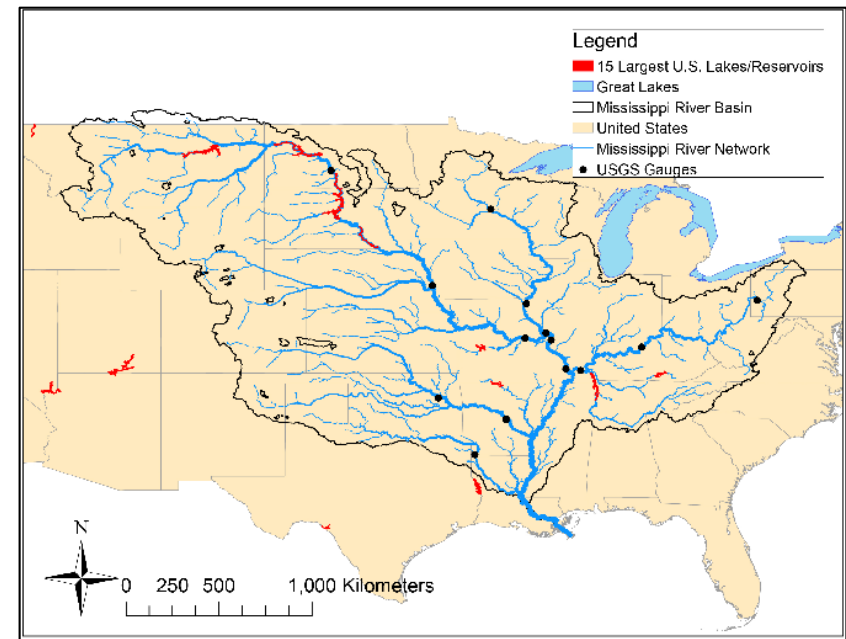 Legend
15 Largest U.S. Lakes/Reservoirs
Great Lakes
Mississippi River Basin
United States
Mississippi River Network
USGS Gauges
N
0 250 500 1,000 Kilometers